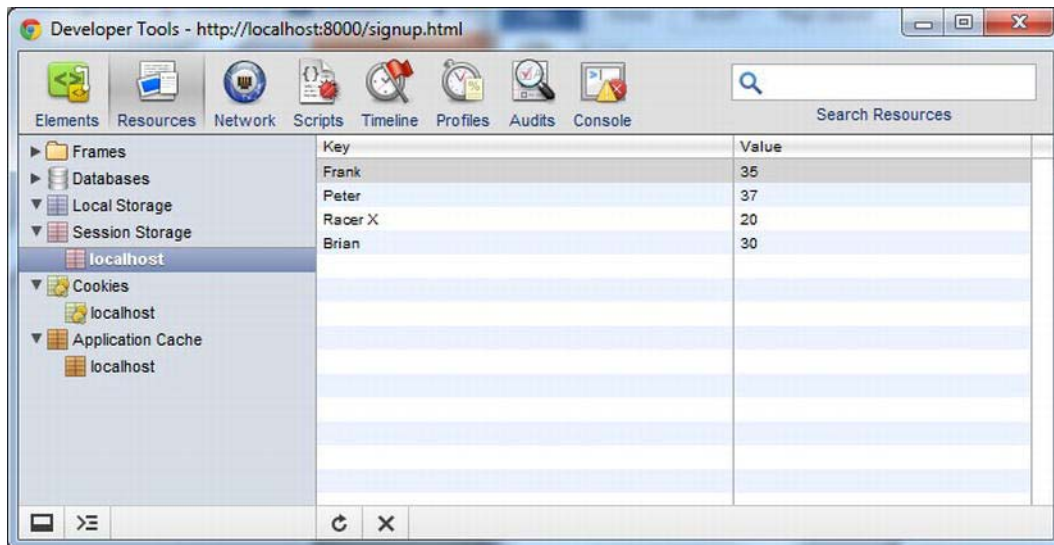 Developer Tools - http://localhost:8000/signup.html
Elements Resources Network Scripts Timeline Profiles Audits Console Search Resources
Frames
Databases
Local Storage
Session Storage
localhost
Cookies
localhost
Application Cache
localhost
Key Value
Frank 35
Peter 37
Racer X 20
Brian 30